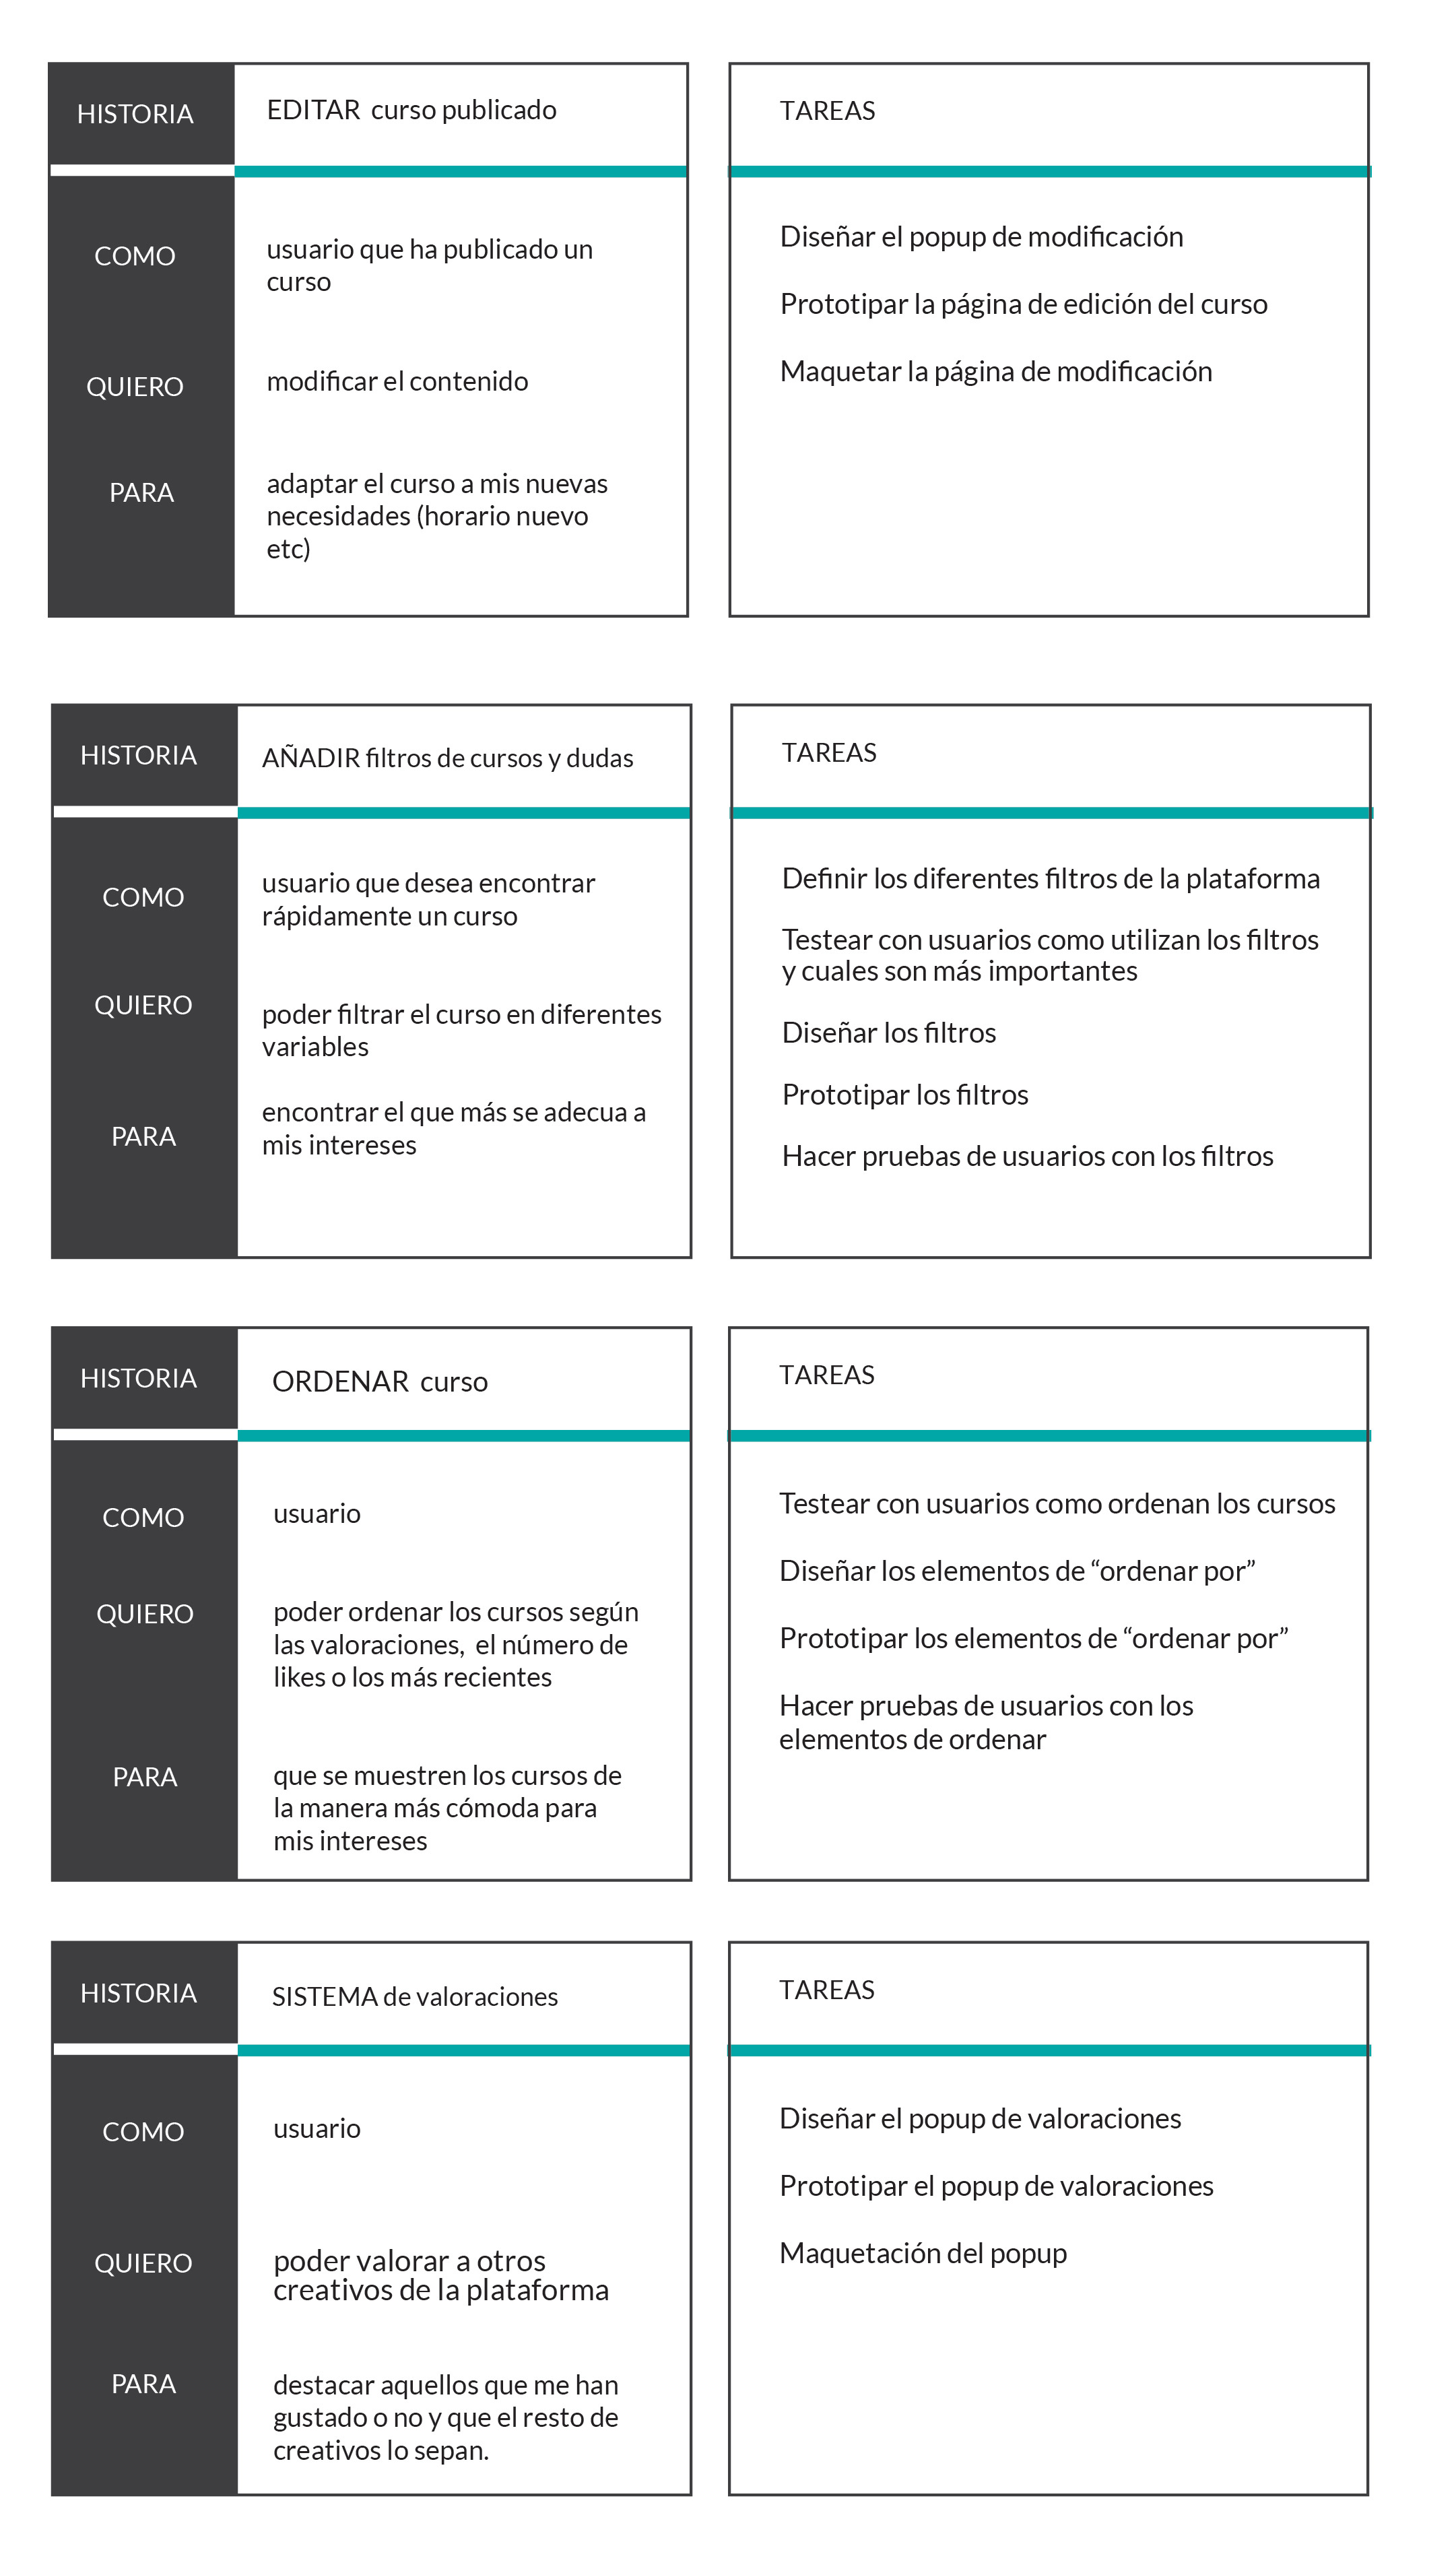 HISTORIA
EDITAR  curso publicado
COMO
usuario que ha publicado un
curso
QUIERO
modificar el contenido
PARA
adaptar el curso a mis nuevas
necesidades (horario nuevo
etc)
TAREAS
Diseñar el popup de modificación
Prototipar la página de edición del curso
Maquetar la página de modificación
HISTORIA
AÑADIR filtros de cursos y dudas
COMO
usuario que desea encontrar
rápidamente un curso
QUIERO
poder filtrar el curso en diferentes
variables
PARA
encontrar el que más se adecua a
mis intereses
TAREAS
Definir los diferentes filtros de la plataforma
Testear con usuarios como utilizan los filtros
y cuales son más importantes
Diseñar los filtros
Prototipar los filtros
Hacer pruebas de usuarios con los filtros
HISTORIA
ORDENAR  curso
COMO
usuario
QUIERO
poder ordenar los cursos según
las valoraciones,  el número de
likes o los más recientes
PARA
que se muestren los cursos de
la manera más cómoda para
mis intereses
TAREAS
Testear con usuarios como ordenan los cursos
Diseñar los elementos de “ordenar por”
Prototipar los elementos de “ordenar por”
Hacer pruebas de usuarios con los
elementos de ordenar
HISTORIA
SISTEMA de valoraciones
COMO
usuario
QUIERO
poder valorar a otros
creativos de la plataforma
PARA
destacar aquellos que me han
gustado o no y que el resto de
creativos lo sepan.
TAREAS
Diseñar el popup de valoraciones
Prototipar el popup de valoraciones
Maquetación del popup